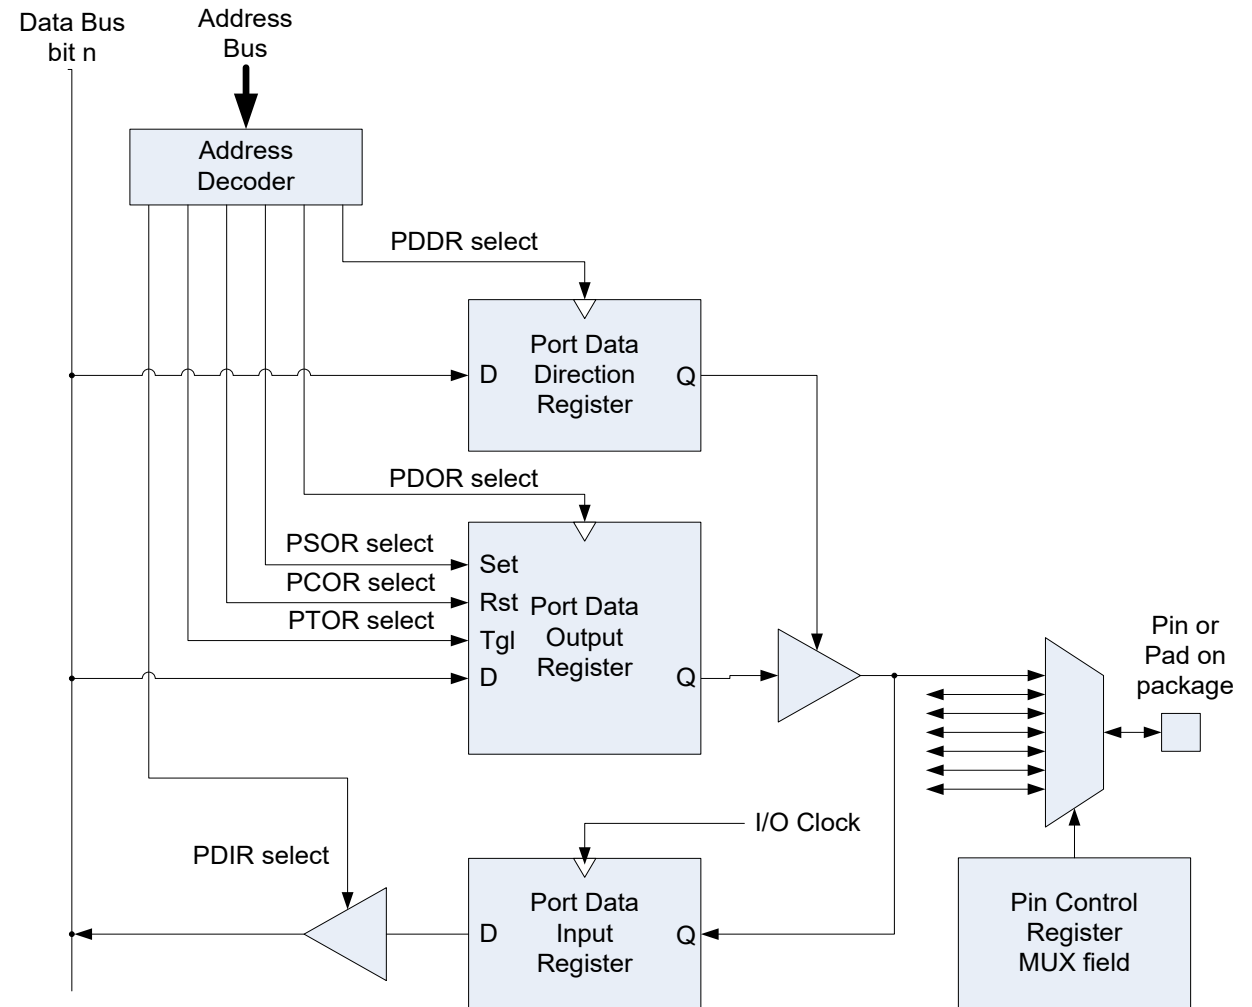 Data Bus
bit n
Address
Bus
Address
Decoder
PDDR select
Port Data
Direction
Register
D
Q
PDOR select
PSOR select
PCOR select
PTOR select
Set
Rst
Tgl
D
Port Data
Output
Register
Q
Pin or
Pad on
package
I/O Clock
PDIR select
D
Port Data
Input
Register
Q
Pin Control
Register
MUX field